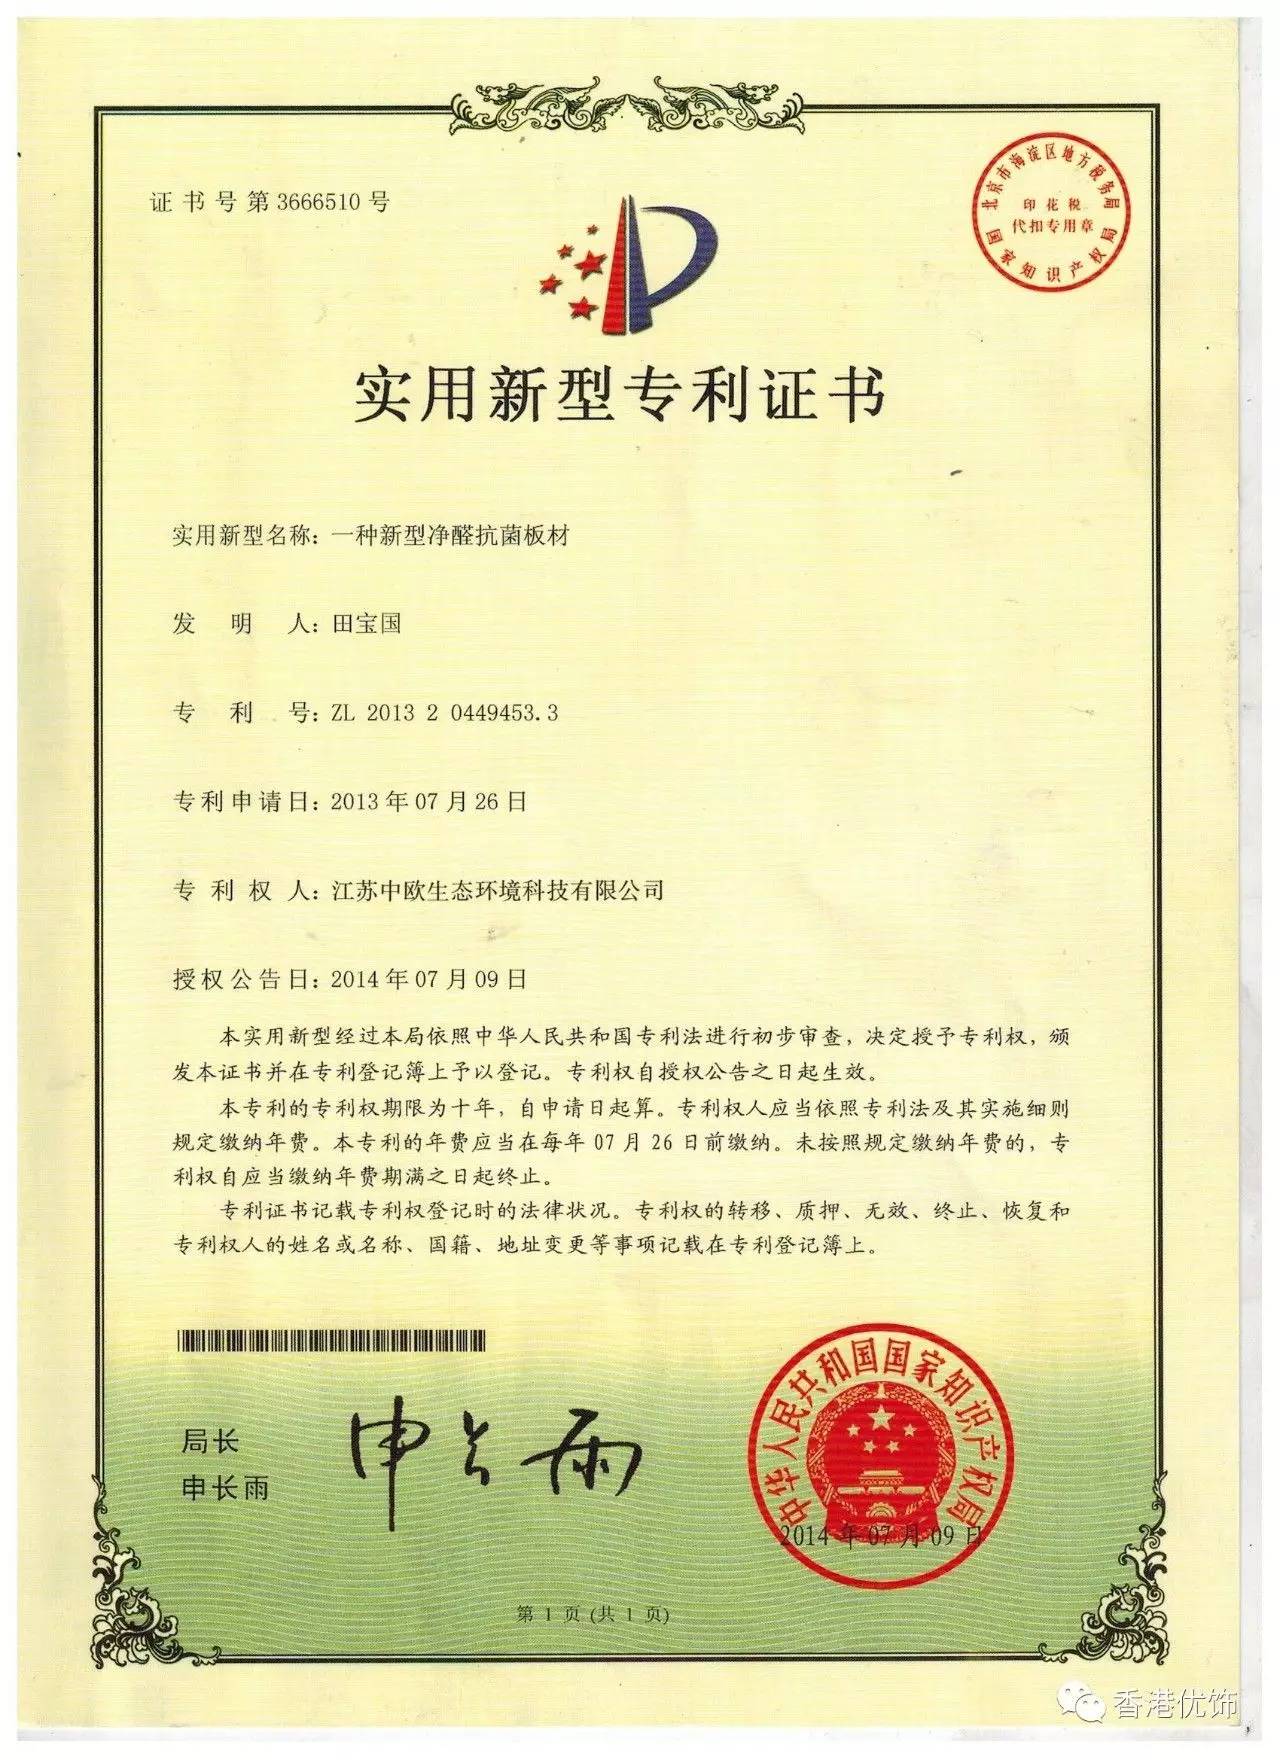 证书号第3666510号
北京市海淀区地方税务局
印花税
代扣专用章
国家知识产权局
实用新型专利证书
实用新型名称：一种新型净醛抗菌板材
发明人：田宝国
专利号：ZL 2013 2 0449453.3
专利申请日：2013年07月26日
专利权人：江苏中欧生态环境科技有限公司
授权公告日：2014年07月09日
本实用新型经过本局依照中华人民共和国专利法进行初步审查，决定授予专利权，颁
发本证书并在专利登记簿上予以登记。专利权自授权公告之日起生效。
本专利的专利权期限为十年，自申请日起算。专利权人应当依照专利法及其实施细则
规定缴纳年费。本专利的年费应当在每年07月26日前缴纳。未按照规定缴纳年费的，专
利权自应当缴纳年费期满之日起终止。
专利证书记载专利权登记时的法律状况。专利权的转移、质押、无效、终止、恢复和
专利权人的姓名或名称、国籍、地址变更等事项记载在专利登记簿上。
局长
申长雨
申长雨
中华人民共和国国家知识产权局
2014年07月09日
第1页(共1页)
香港优饰